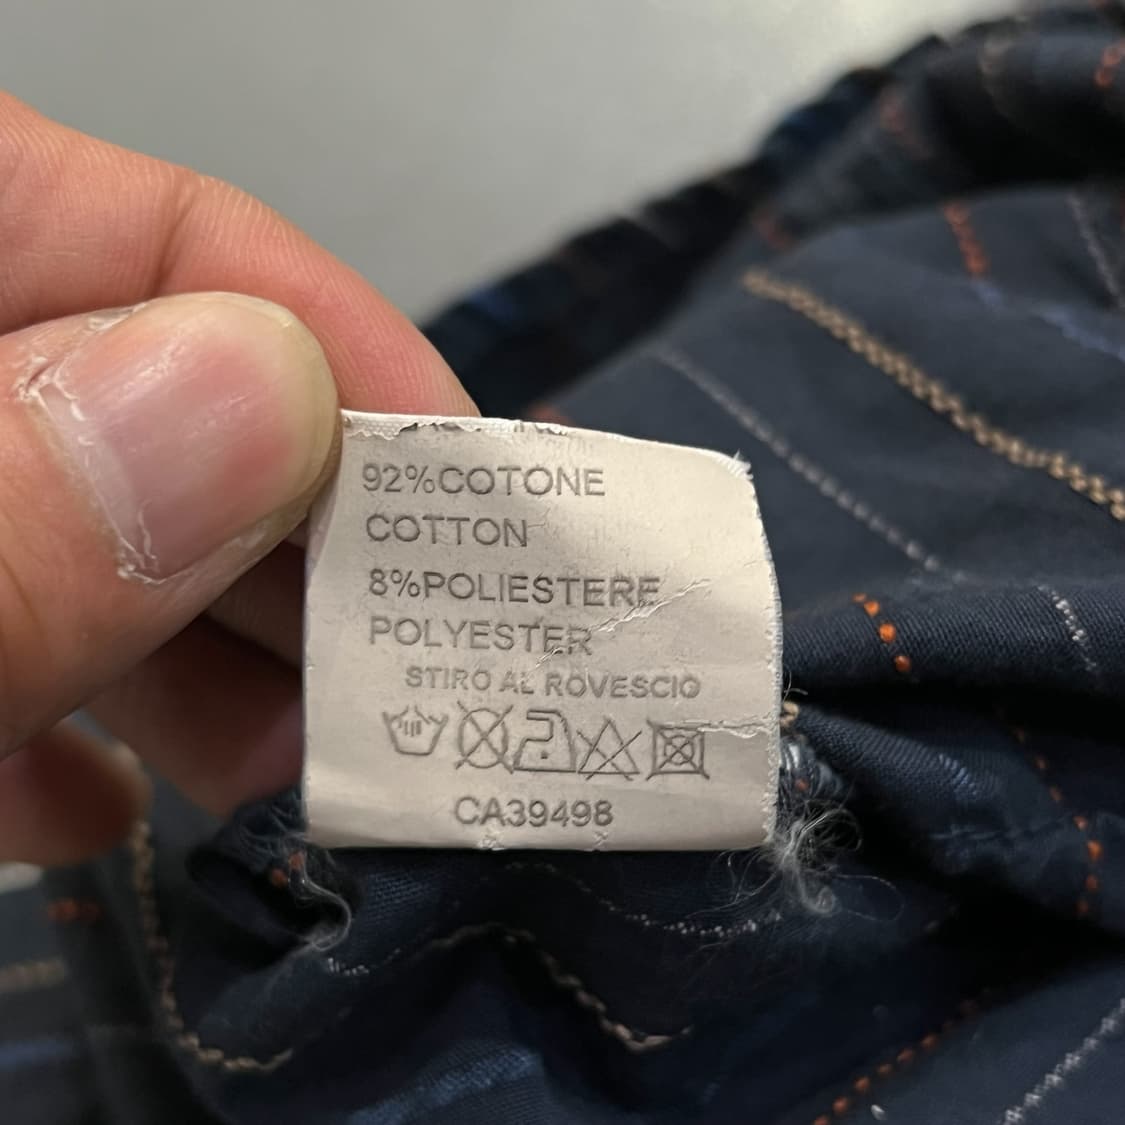 92%COTONE
COTTON
8%POLIESTERE
POLYESTER
STIRO AL ROVESCIO
CA39498